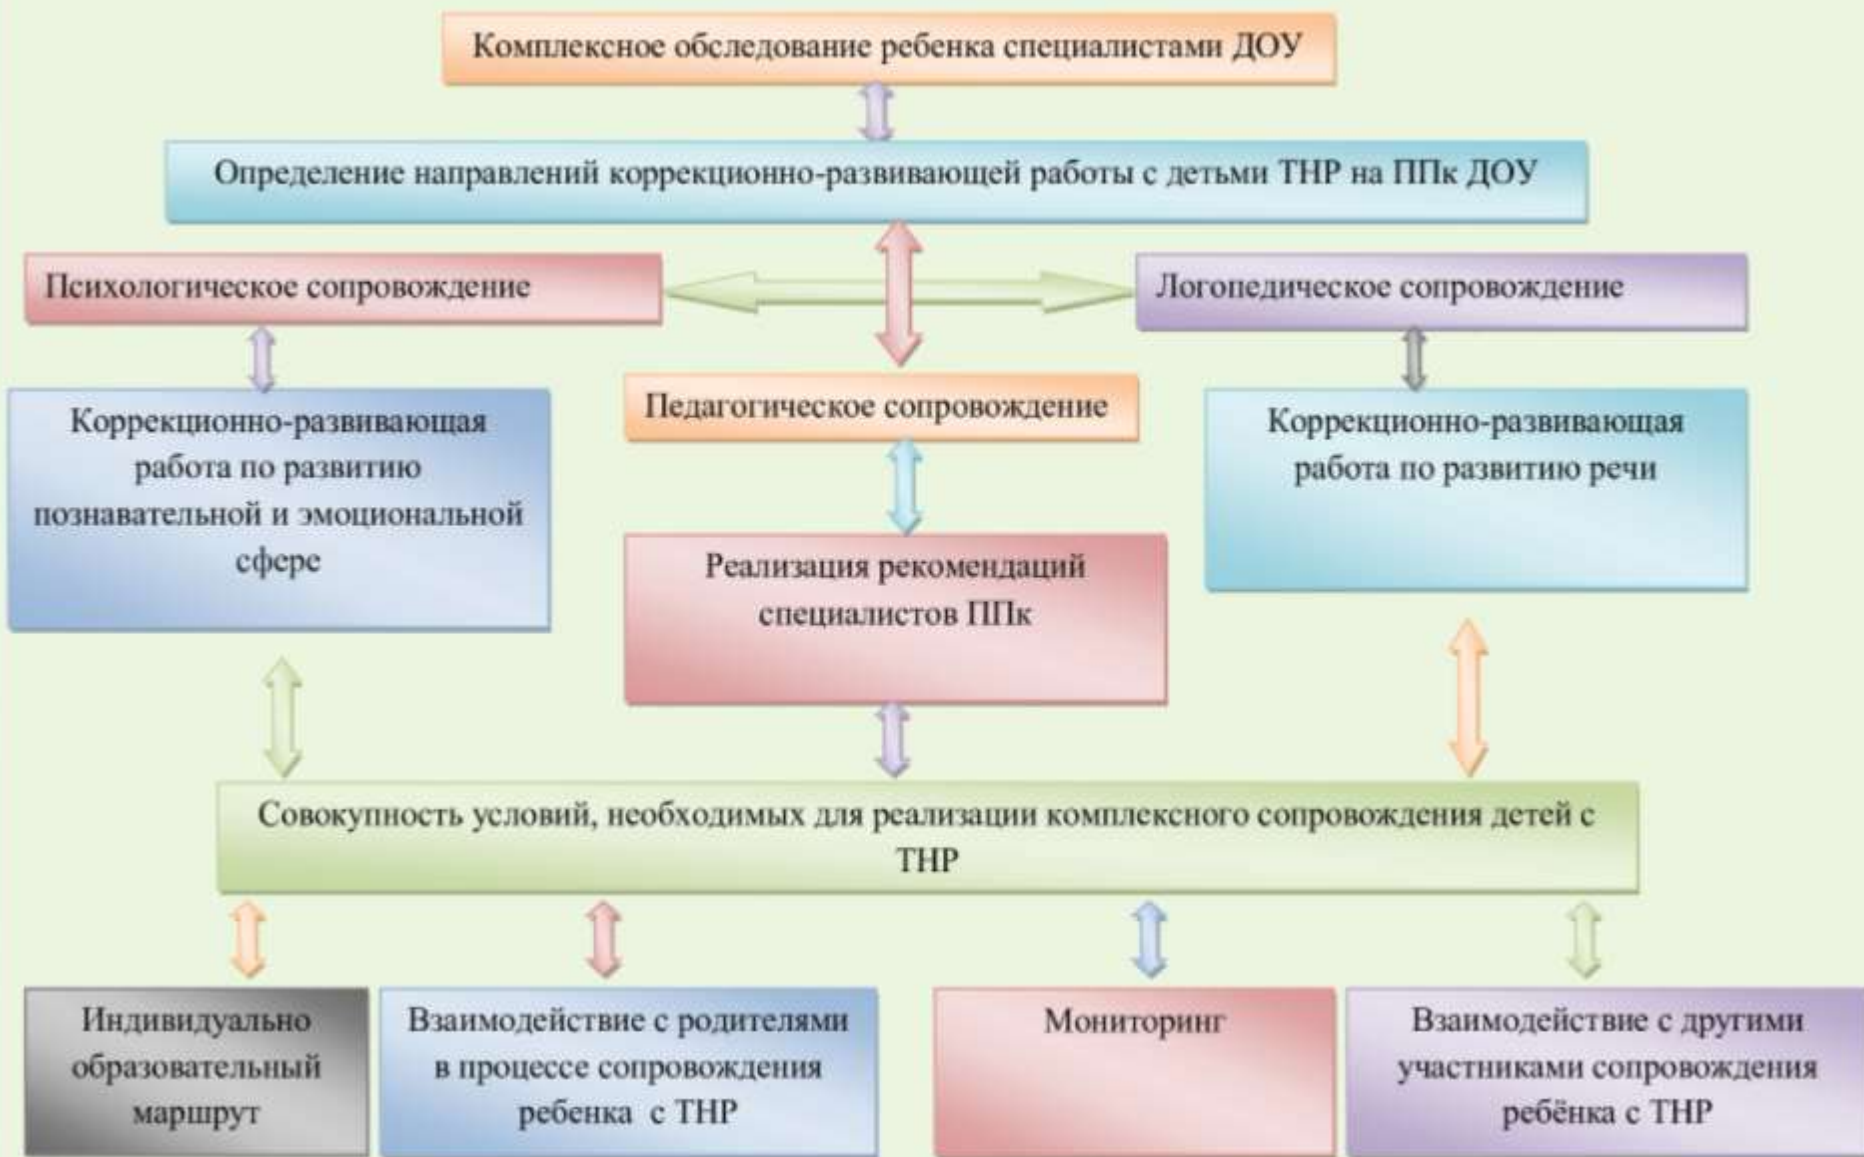 Комплексное обследование ребенка специалистами ДОУ
Определение направлений коррекционно-развивающей работы с детьми ТНР на ППк ДОУ
Психологическое сопровождение
Логопедическое сопровождение
Педагогическое сопровождение
Коррекционно-развивающая
работа по развитию
познавательной и эмоциональной
сфере
Реализация рекомендаций
специалистов ППк
Коррекционно-развивающая
работа по развитию речи
Совокупность условий, необходимых для реализации комплексного сопровождения детей с
ТНР
Индивидуально
образовательный
маршрут
Взаимодействие с родителями
в процессе сопровождения
ребенка с ТНР
Мониторинг
Взаимодействие с другими
участниками сопровождения
ребёнка с ТНР